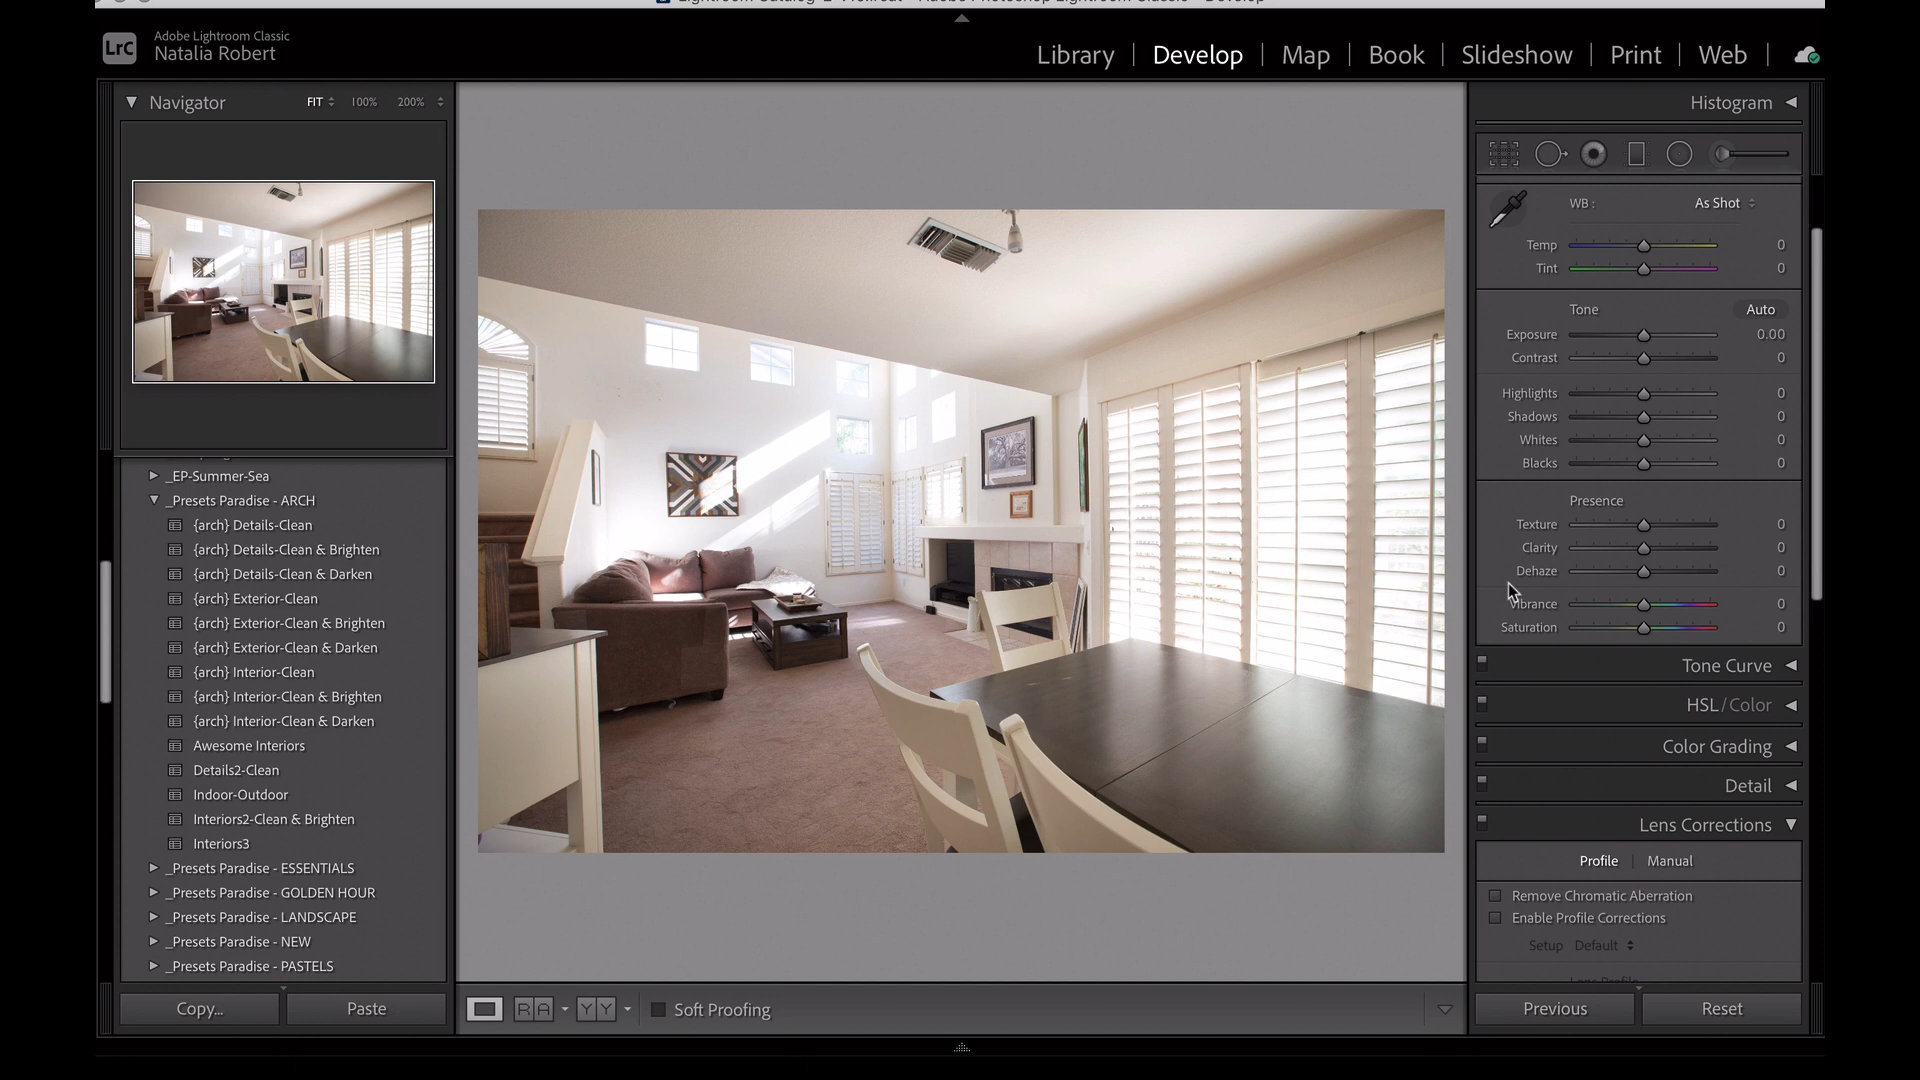 LrC
Adobe Lightroom Classic
Natalia Robert
Library | Develop | Map | Book | Slideshow | Print | Web |
Navigator FIT 100% 200%
Histogram
WB : As Shot
Temp 0
Tint 0
Tone Auto
Exposure 0.00
Contrast 0
Highlights 0
Shadows 0
Whites 0
Blacks 0
Presence
Texture 0
Clarity 0
Dehaze 0
Vibrance 0
Saturation 0
Tone Curve
HSL / Color
Color Grading
Detail
Lens Corrections
Profile | Manual
Remove Chromatic Aberration
Enable Profile Corrections
Setup Default
Lens Profile
Previous Reset
_EP-Summer-Sea
_Presets Paradise - ARCH
{arch} Details-Clean
{arch} Details-Clean & Brighten
{arch} Details-Clean & Darken
{arch} Exterior-Clean
{arch} Exterior-Clean & Brighten
{arch} Exterior-Clean & Darken
{arch} Interior-Clean
{arch} Interior-Clean & Brighten
{arch} Interior-Clean & Darken
Awesome Interiors
Details2-Clean
Indoor-Outdoor
Interiors2-Clean & Brighten
Interiors3
_Presets Paradise - ESSENTIALS
_Presets Paradise - GOLDEN HOUR
_Presets Paradise - LANDSCAPE
_Presets Paradise - NEW
_Presets Paradise - PASTELS
Copy... Paste
R A Y Y Soft Proofing